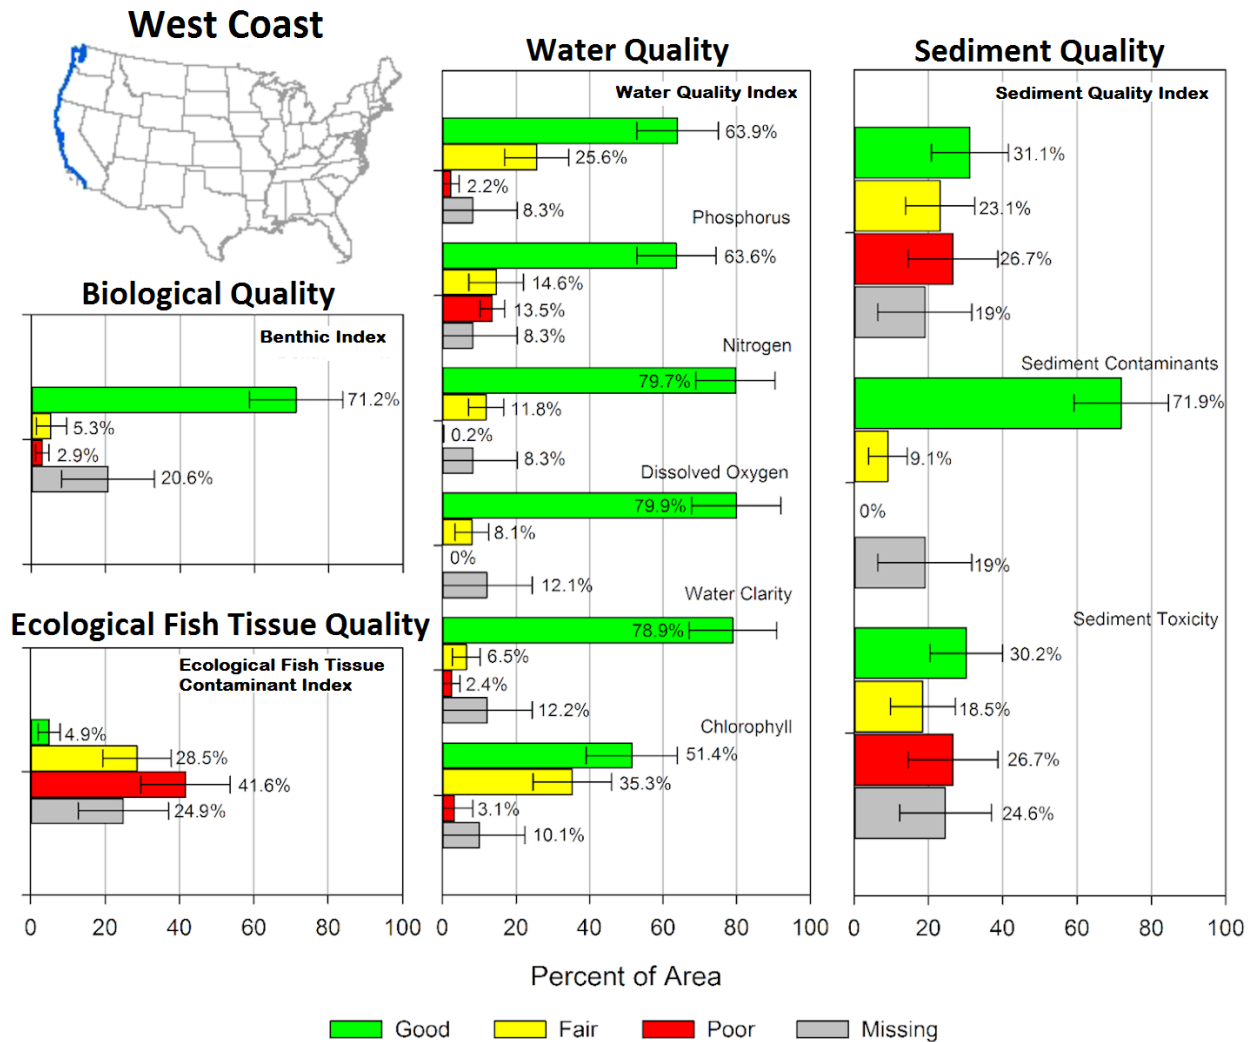 West Coast
Biological Quality
Benthic Index
71.2%
5.3%
2.9%
20.6%
Ecological Fish Tissue Quality
Ecological Fish Tissue
Contaminant Index
4.9%
28.5%
41.6%
24.9%
0 20 40 60 80 100
Water Quality
Water Quality Index
63.9%
25.6%
2.2%
8.3%
Phosphorus
63.6%
14.6%
13.5%
8.3%
Nitrogen
79.7%
11.8%
0.2%
8.3%
Dissolved Oxygen
79.9%
8.1%
0%
12.1%
Water Clarity
78.9%
6.5%
2.4%
12.2%
Chlorophyll
51.4%
35.3%
3.1%
10.1%
0 20 40 60 80 100
Sediment Quality
Sediment Quality Index
31.1%
23.1%
26.7%
19%
Sediment Contaminants
71.9%
9.1%
0%
19%
Sediment Toxicity
30.2%
18.5%
26.7%
24.6%
0 20 40 60 80 100
Percent of Area
Good Fair Poor Missing